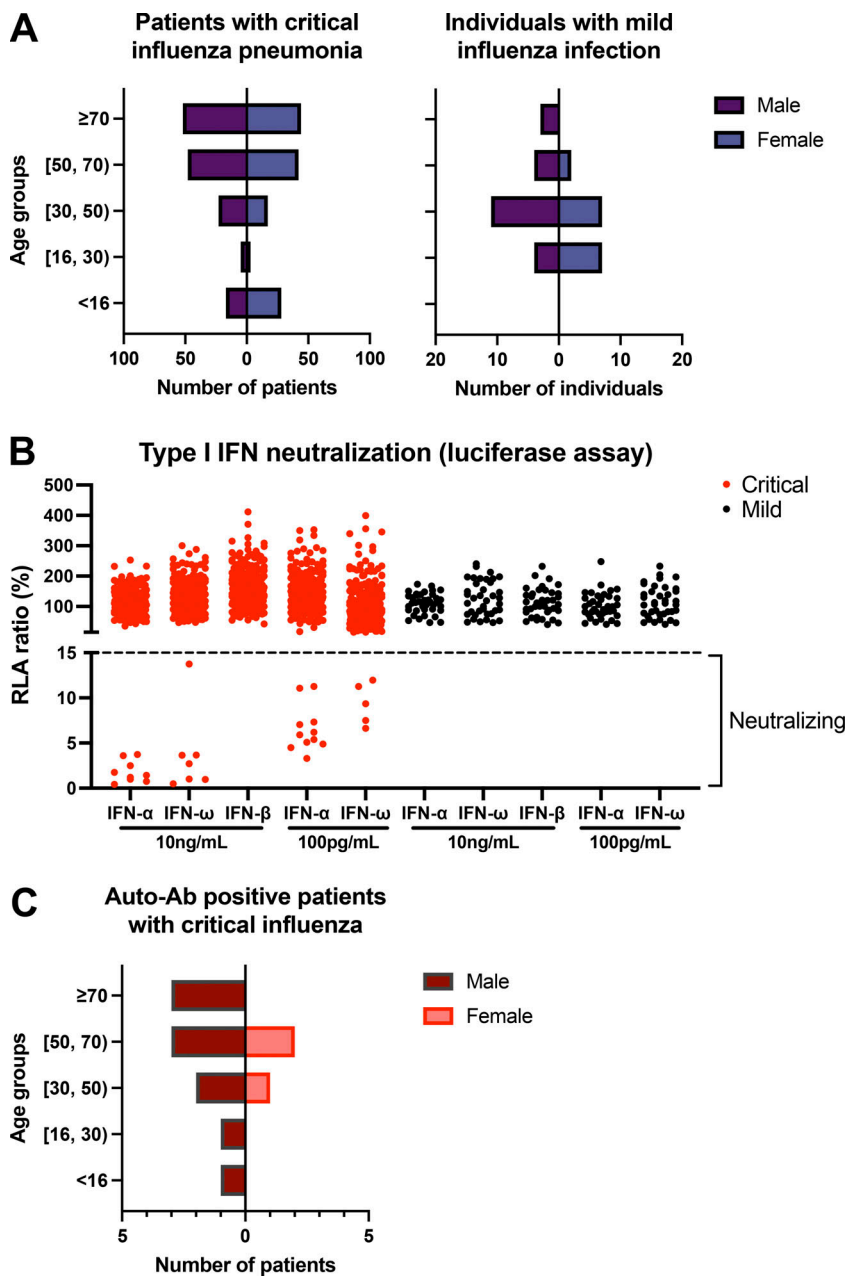 A
Patients with critical
influenza pneumonia
Individuals with mild
influenza infection
Age groups
≥70
[50, 70)
[30, 50)
[16, 30)
<16
100 50 0 50 100
Number of patients
20 10 0 10 20
Number of individuals
Male
Female
B
Type I IFN neutralization (luciferase assay)
RLA ratio (%)
500
400
300
200
100
15
10
5
0
Critical
Mild
Neutralizing
IFN-α IFN-ω IFN-β IFN-α IFN-ω IFN-α IFN-ω IFN-β IFN-α IFN-ω
10ng/mL 100pg/mL 10ng/mL 100pg/mL
C
Auto-Ab positive patients
with critical influenza
Age groups
≥70
[50, 70)
[30, 50)
[16, 30)
<16
5 0 5
Number of patients
Male
Female